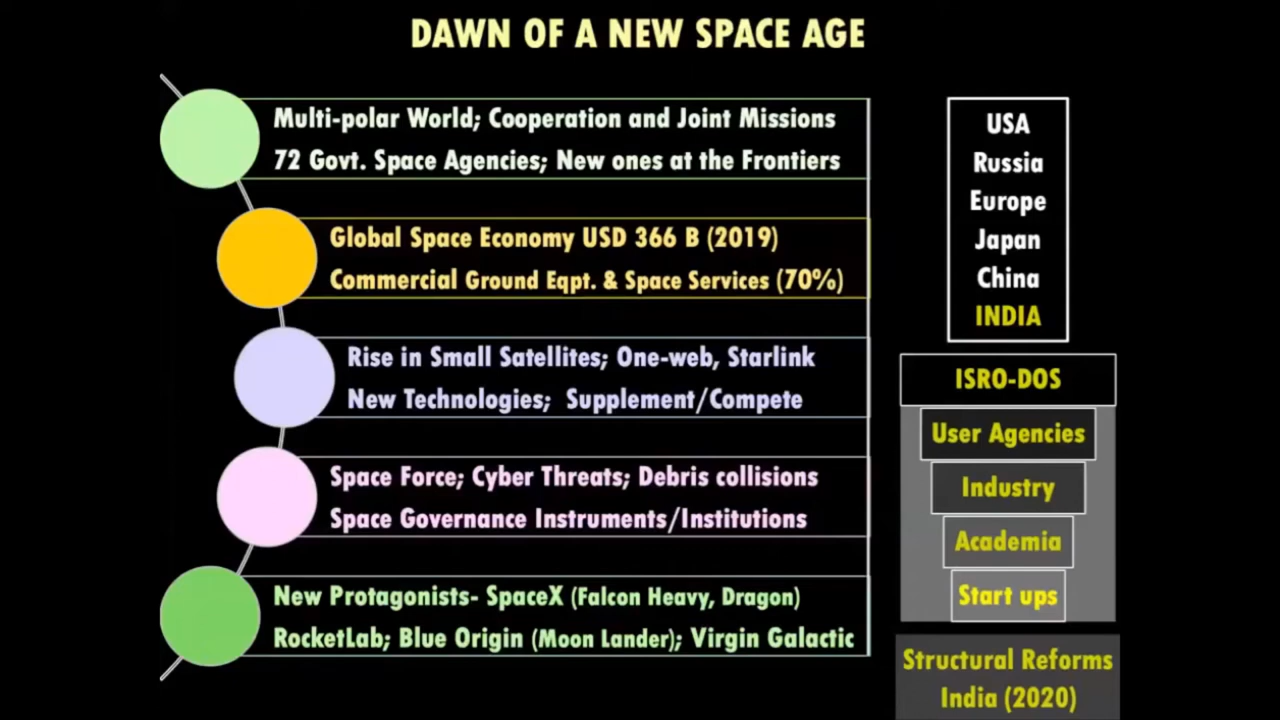 DAWN OF A NEW SPACE AGE
Multi-polar World; Cooperation and Joint Missions
72 Govt. Space Agencies; New ones at the Frontiers
Global Space Economy USD 366 B (2019)
Commercial Ground Eqpt. & Space Services (70%)
Rise in Small Satellites; One-web, Starlink
New Technologies; Supplement/Compete
Space Force; Cyber Threats; Debris collisions
Space Governance Instruments/Institutions
New Protagonists- SpaceX (Falcon Heavy, Dragon)
RocketLab; Blue Origin (Moon Lander); Virgin Galactic
USA
Russia
Europe
Japan
China
INDIA
ISRO-DOS
User Agencies
Industry
Academia
Start ups
Structural Reforms
India (2020)